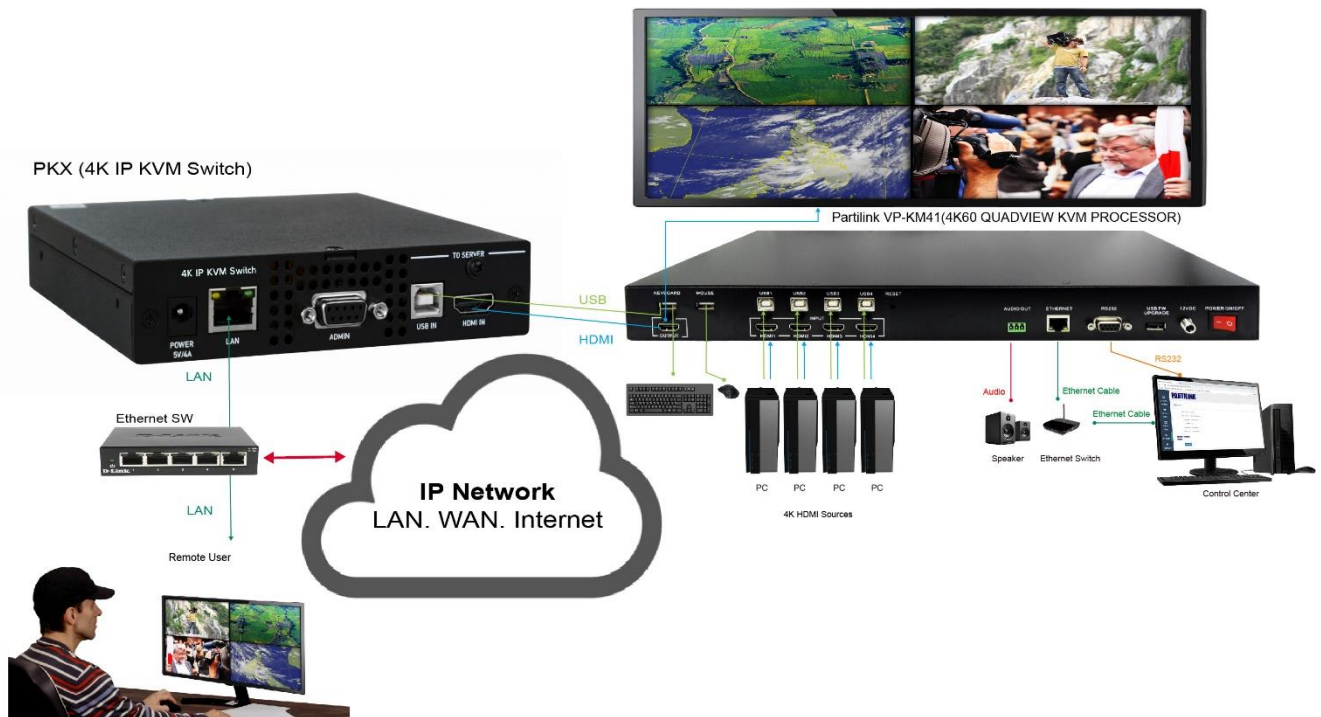 PKX (4K IP KVM Switch)
Partilink VP-KM41(4K60 QUADVIEW KVM PROCESSOR)
TO SERVER
4K IP KVM Switch
POWER
5V/4A
LAN
ADMIN
USB IN
HDMI IN
USB
HDMI
KEYBOARD
MOUSE
USB1
USB2
USB3
USB4
RESET
OUTPUT
INPUT
HDMI1
HDMI2
HDMI3
HDMI4
AUDIO OUT
ETHERNET
RS232
USB FW
UPGRADE
12VDC
POWER ON/OFF
LAN
Ethernet SW
D-Link
LAN
Remote User
IP Network
LAN. WAN. Internet
PC
PC
PC
PC
4K HDMI Sources
Audio
Speaker
Ethernet Cable
Ethernet Switch
Ethernet Cable
RS232
PARTILINK
Control Center